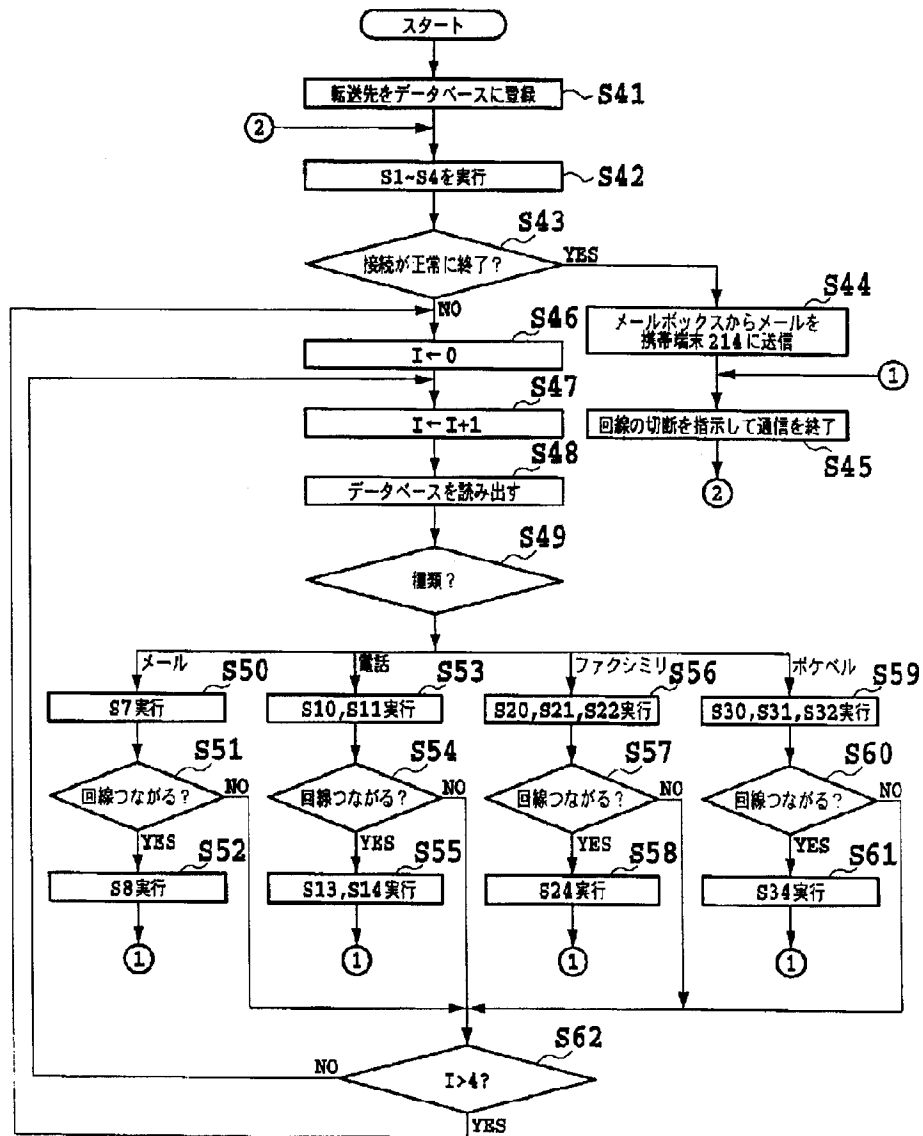 スタート
転送先をデータベースに登録
S41
②
S1~S4を実行
S42
S43
接続が正常に終了?
YES
NO
S44
メールボックスからメールを
携帯端末214に送信
①
回線の切断を指示して通信を終了
S45
②
S46
I←0
S47
I←I+1
S48
データベースを読み出す
S49
種類?
メール
電話
ファクシミリ
ポケベル
S50
S7実行
S53
S10,S11実行
S56
S20,S21,S22実行
S59
S30,S31,S32実行
S51
回線つながる?
NO
YES
S54
回線つながる?
NO
YES
S57
回線つながる?
NO
YES
S60
回線つながる?
NO
YES
S52
S8実行
S55
S13,S14実行
S58
S24実行
S61
S34実行
①
①
①
①
S62
I>4?
NO
YES